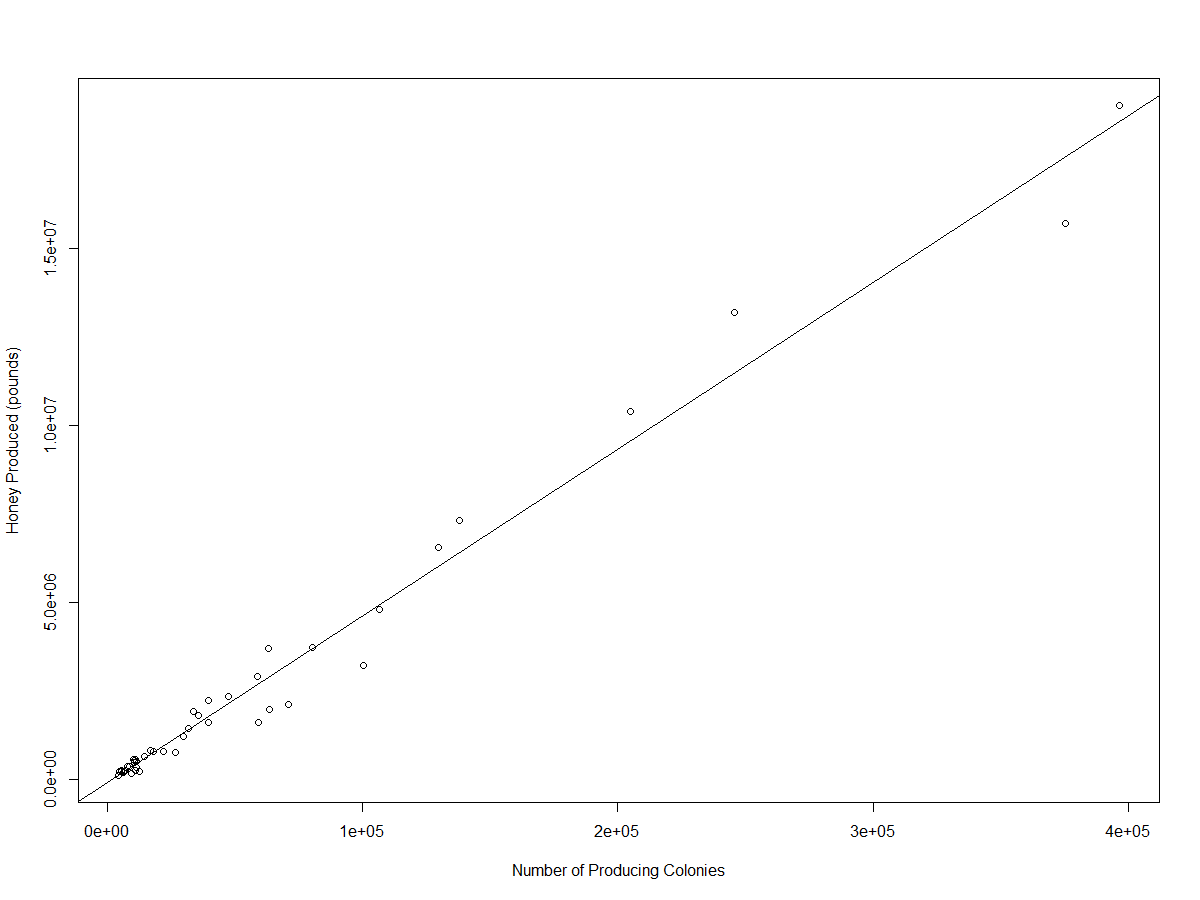 Honey Produced (pounds)
1.5e+07
1.0e+07
5.0e+06
0.0e+00
0e+00 1e+05 2e+05 3e+05 4e+05
Number of Producing Colonies